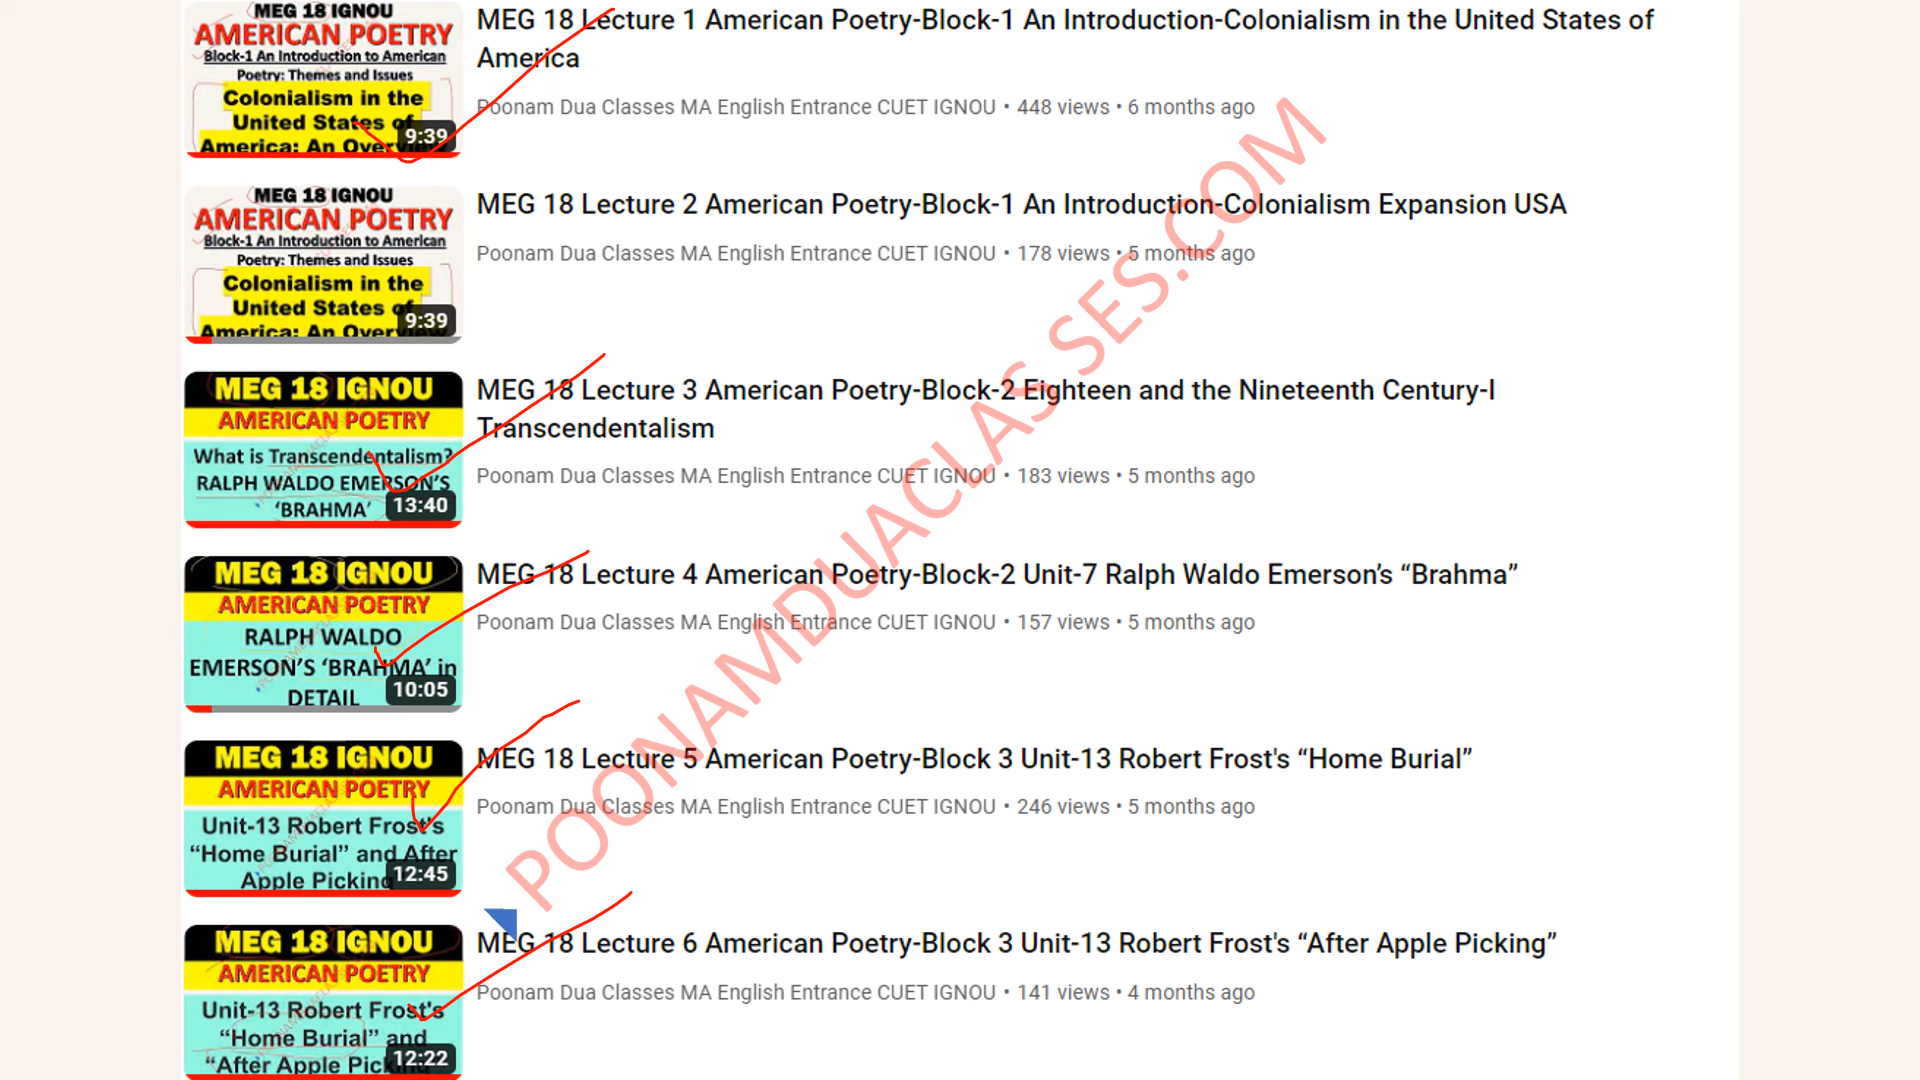 MEG 18 IGNOU
AMERICAN POETRY
Block-1 An Introduction to American
Poetry: Themes and Issues
Colonialism in the
United States of
America: An Overview
9:39
MEG 18 Lecture 1 American Poetry-Block-1 An Introduction-Colonialism in the United States of
America
Poonam Dua Classes MA English Entrance CUET IGNOU • 448 views • 6 months ago
MEG 18 IGNOU
AMERICAN POETRY
Block-1 An Introduction to American
Poetry: Themes and Issues
Colonialism in the
United States of
America: An Overview
9:39
MEG 18 Lecture 2 American Poetry-Block-1 An Introduction-Colonialism Expansion USA
Poonam Dua Classes MA English Entrance CUET IGNOU • 178 views • 5 months ago
MEG 18 IGNOU
AMERICAN POETRY
What is Transcendentalism?
RALPH WALDO EMERSON’S
‘BRAHMA’
13:40
MEG 18 Lecture 3 American Poetry-Block-2 Eighteen and the Nineteenth Century-I
Transcendentalism
Poonam Dua Classes MA English Entrance CUET IGNOU • 183 views • 5 months ago
MEG 18 IGNOU
AMERICAN POETRY
RALPH WALDO
EMERSON’S ‘BRAHMA’ in
DETAIL
10:05
MEG 18 Lecture 4 American Poetry-Block-2 Unit-7 Ralph Waldo Emerson’s “Brahma”
Poonam Dua Classes MA English Entrance CUET IGNOU • 157 views • 5 months ago
MEG 18 IGNOU
AMERICAN POETRY
Unit-13 Robert Frost's
“Home Burial” and After
Apple Picking
12:45
MEG 18 Lecture 5 American Poetry-Block 3 Unit-13 Robert Frost's “Home Burial”
Poonam Dua Classes MA English Entrance CUET IGNOU • 246 views • 5 months ago
MEG 18 IGNOU
AMERICAN POETRY
Unit-13 Robert Frost's
“Home Burial” and
“After Apple Picking
12:22
MEG 18 Lecture 6 American Poetry-Block 3 Unit-13 Robert Frost's “After Apple Picking”
Poonam Dua Classes MA English Entrance CUET IGNOU • 141 views • 4 months ago
POONAMDUACLASSES.COM